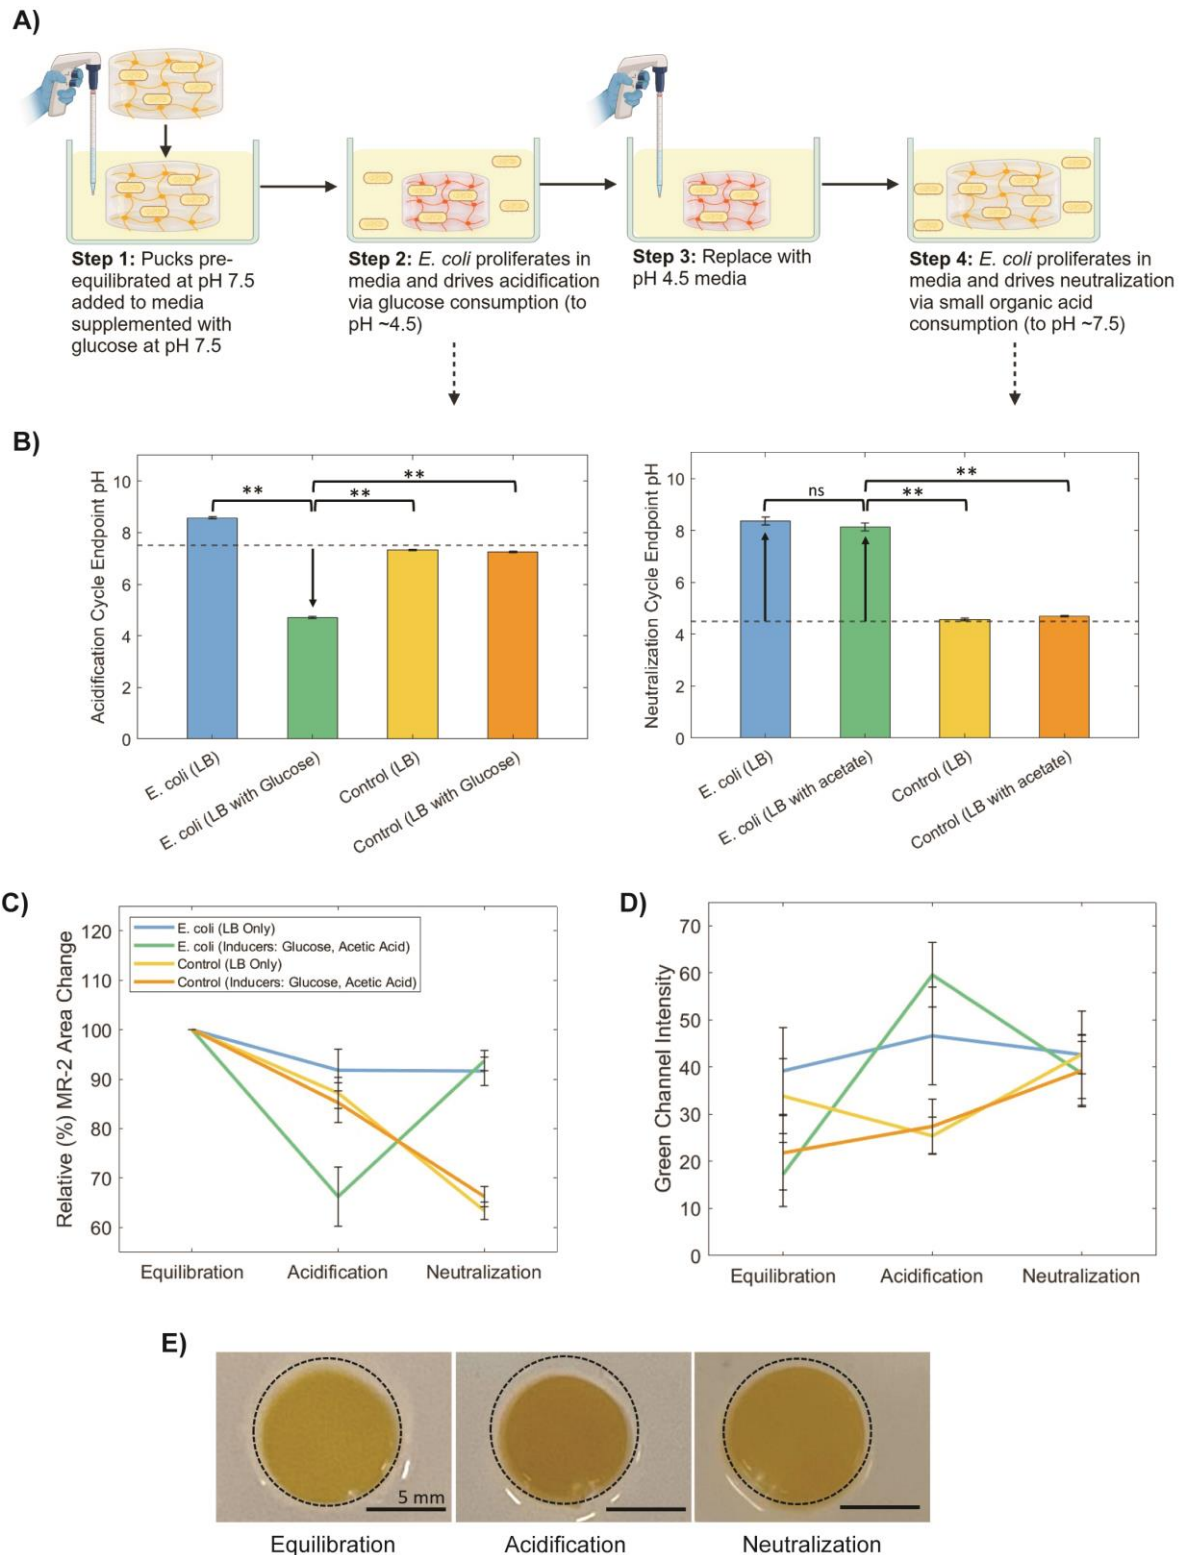 A)
Step 1: Pucks pre-
equilibrated at pH 7.5
added to media
supplemented with
glucose at pH 7.5
Step 2: E. coli proliferates in
media and drives acidification
via glucose consumption (to
pH ~4.5)
Step 3: Replace with
pH 4.5 media
Step 4: E. coli proliferates in
media and drives neutralization
via small organic acid
consumption (to pH ~7.5)
B)
Acidification Cycle Endpoint pH
10
8
6
4
2
0
**
**
**
E. coli (LB)
E. coli (LB with Glucose)
Control (LB)
Control (LB with Glucose)
Neutralization Cycle Endpoint pH
10
8
6
4
2
0
ns
**
**
E. coli (LB)
E. coli (LB with acetate)
Control (LB)
Control (LB with acetate)
C)
Relative (%) MR-2 Area Change
120
110
100
90
80
70
60
E. coli (LB Only)
E. coli (Inducers: Glucose, Acetic Acid)
Control (LB Only)
Control (Inducers: Glucose, Acetic Acid)
Equilibration
Acidification
Neutralization
D)
Green Channel Intensity
70
60
50
40
30
20
10
0
Equilibration
Acidification
Neutralization
E)
5 mm
Equilibration
Acidification
Neutralization